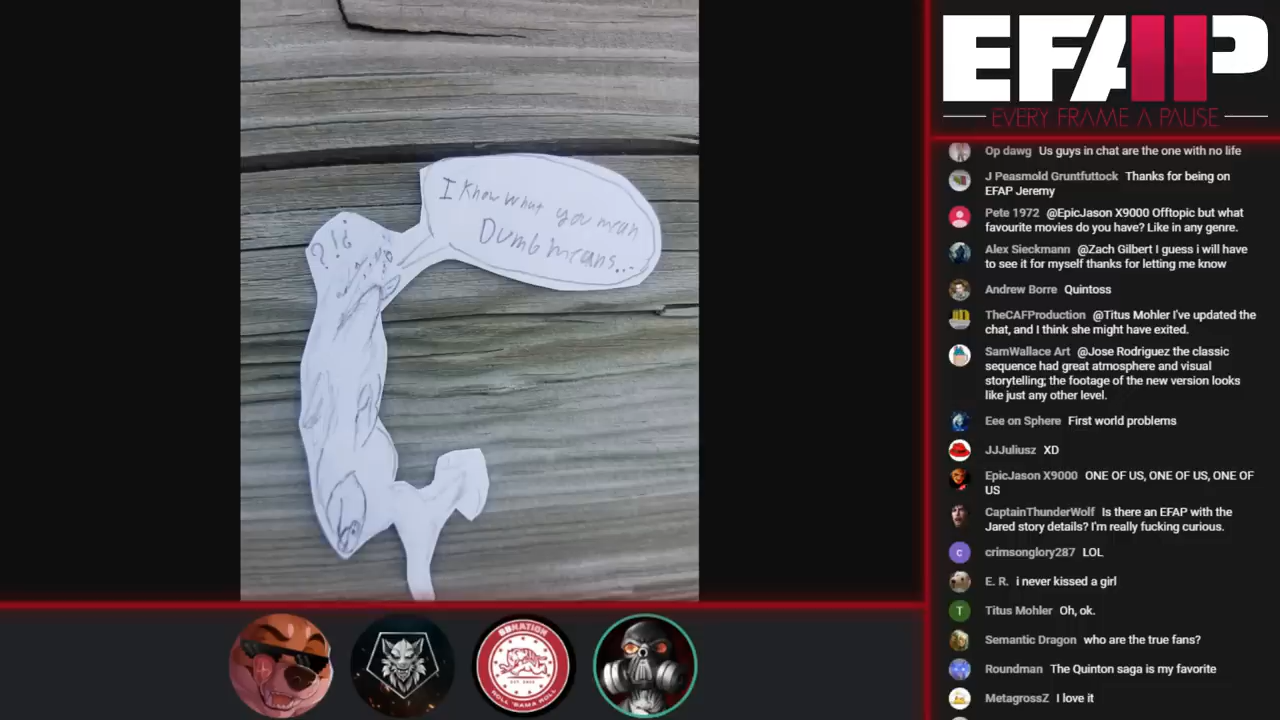 EFAP
EVERY FRAME A PAUSE
?!?
I Know what you mean
Dumb means...
Op dawg Us guys in chat are the one with no life
J Peasmold Gruntfuttock Thanks for being on
EFAP Jeremy
Pete 1972 @EpicJason X9000 Offtopic but what
favourite movies do you have? Like in any genre.
Alex Sieckmann @Zach Gilbert I guess i will have
to see it for myself thanks for letting me know
Andrew Borre Quintoss
TheCAFProduction @Titus Mohler I've updated the
chat, and I think she might have exited.
SamWallace Art @Jose Rodriguez the classic
sequence had great atmosphere and visual
storytelling; the footage of the new version looks
like just any other level.
Eee on Sphere First world problems
JJJuliusz XD
EpicJason X9000 ONE OF US, ONE OF US, ONE OF
US
CaptainThunderWolf Is there an EFAP with the
Jared story details? I'm really fucking curious.
c
crimsonglory287 LOL
E. R. i never kissed a girl
T
Titus Mohler Oh, ok.
Semantic Dragon who are the true fans?
Roundman The Quinton saga is my favorite
MetagrossZ I love it
BBNATION
ROLL 'BAMA ROLL